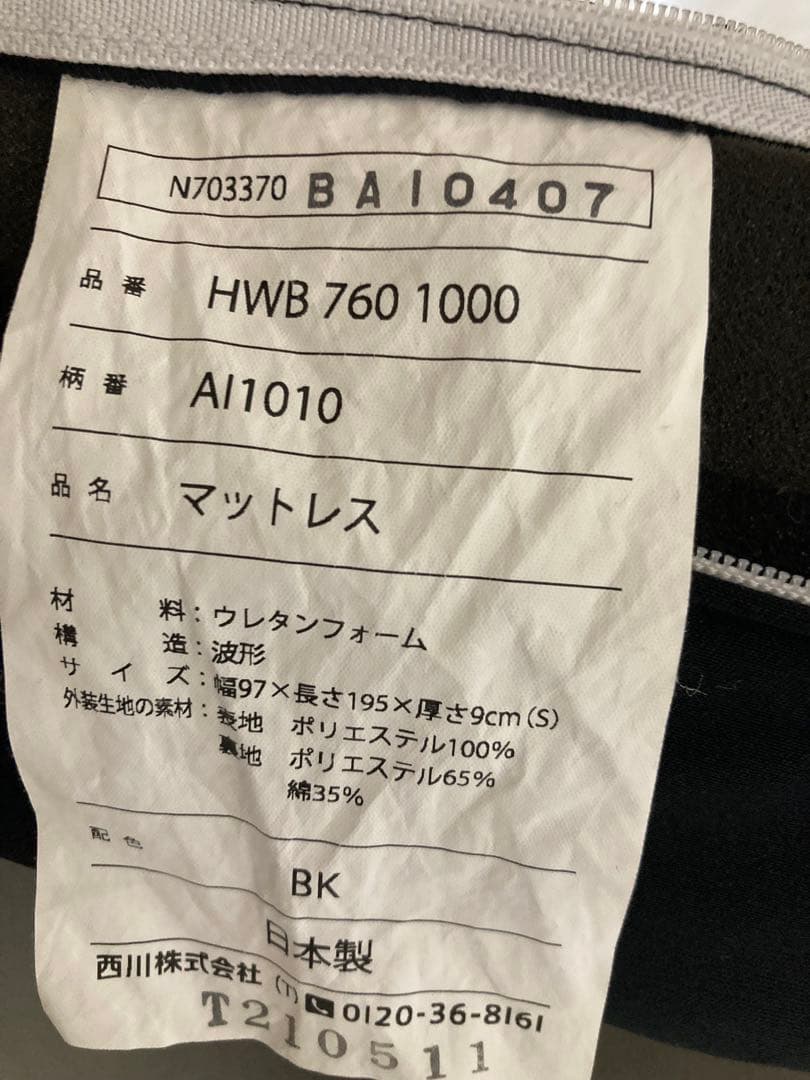 N703370 BA10407
品番 HWB 760 1000
柄番 AI1010
品名 マットレス
材料：ウレタンフォーム
構造：波形
サイズ：幅97×長さ195×厚さ9cm（S）
外装生地の素材：表地 ポリエステル100%
裏地 ポリエステル65%
綿35%
配色
BK
日本製
西川株式会社 (T) 0120-36-8161
T210511